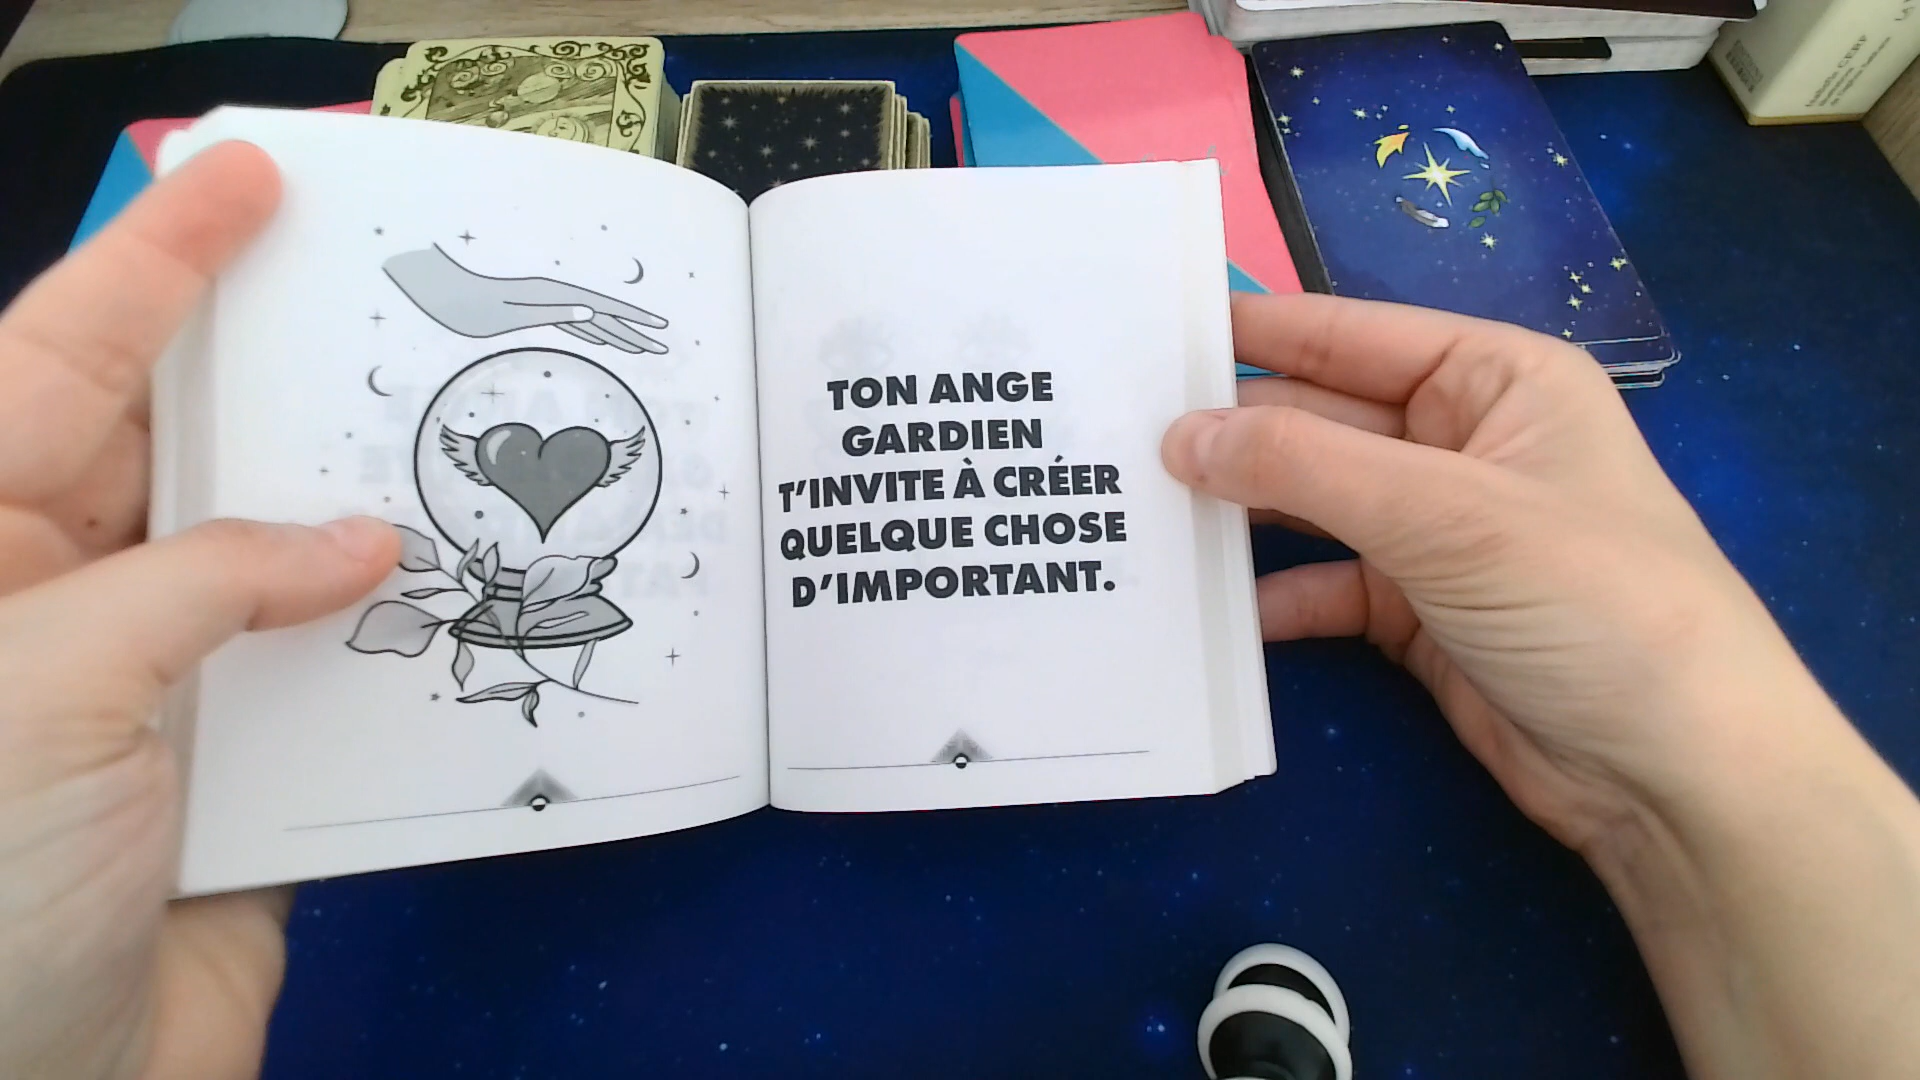 TON ANGE
GARDIEN
T'INVITE À CRÉER
QUELQUE CHOSE
D'IMPORTANT.